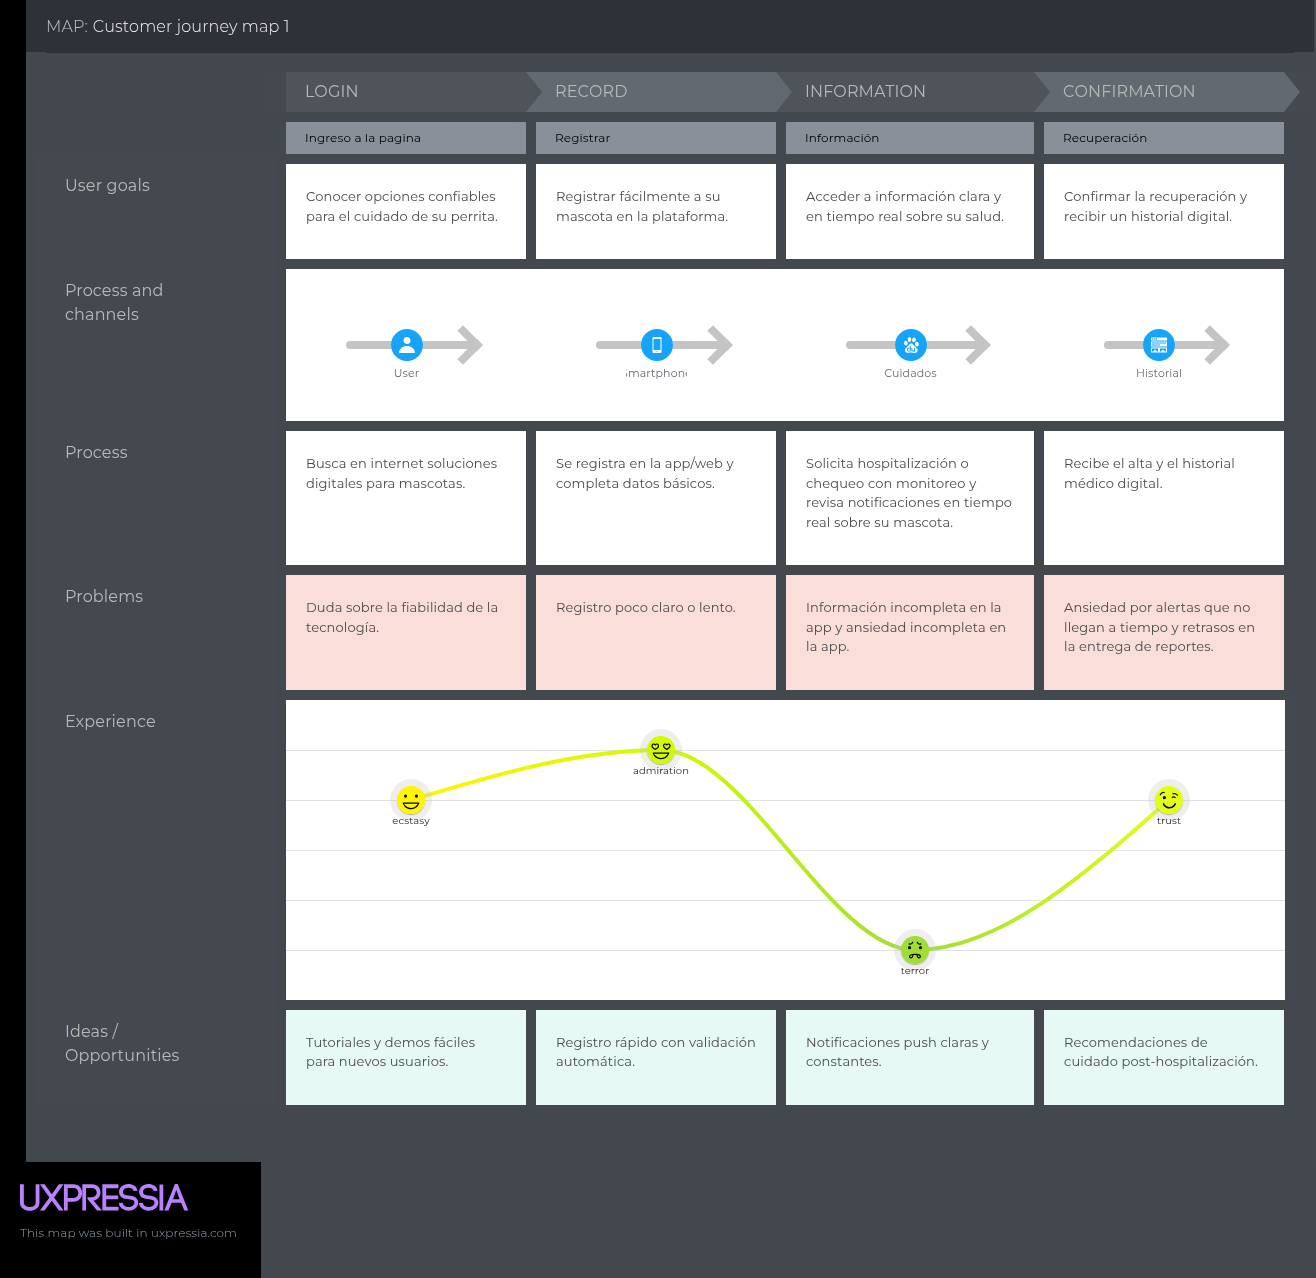 MAP: Customer journey map 1
LOGIN
RECORD
INFORMATION
CONFIRMATION
Ingreso a la pagina
Registrar
Información
Recuperación
User goals
Conocer opciones confiables
para el cuidado de su perrita.
Registrar fácilmente a su
mascota en la plataforma.
Acceder a información clara y
en tiempo real sobre su salud.
Confirmar la recuperación y
recibir un historial digital.
Process and
channels
User
martphon
Cuidados
Historial
Process
Busca en internet soluciones
digitales para mascotas.
Se registra en la app/web y
completa datos básicos.
Solicita hospitalización o
chequeo con monitoreo y
revisa notificaciones en tiempo
real sobre su mascota.
Recibe el alta y el historial
médico digital.
Problems
Duda sobre la fiabilidad de la
tecnología.
Registro poco claro o lento.
Información incompleta en la
app y ansiedad incompleta en
la app.
Ansiedad por alertas que no
llegan a tiempo y retrasos en
la entrega de reportes.
Experience
ecstasy
admiration
terror
trust
Ideas /
Opportunities
Tutoriales y demos fáciles
para nuevos usuarios.
Registro rápido con validación
automática.
Notificaciones push claras y
constantes.
Recomendaciones de
cuidado post-hospitalización.
UXPRESSIA
This map was built in uxpressia.com